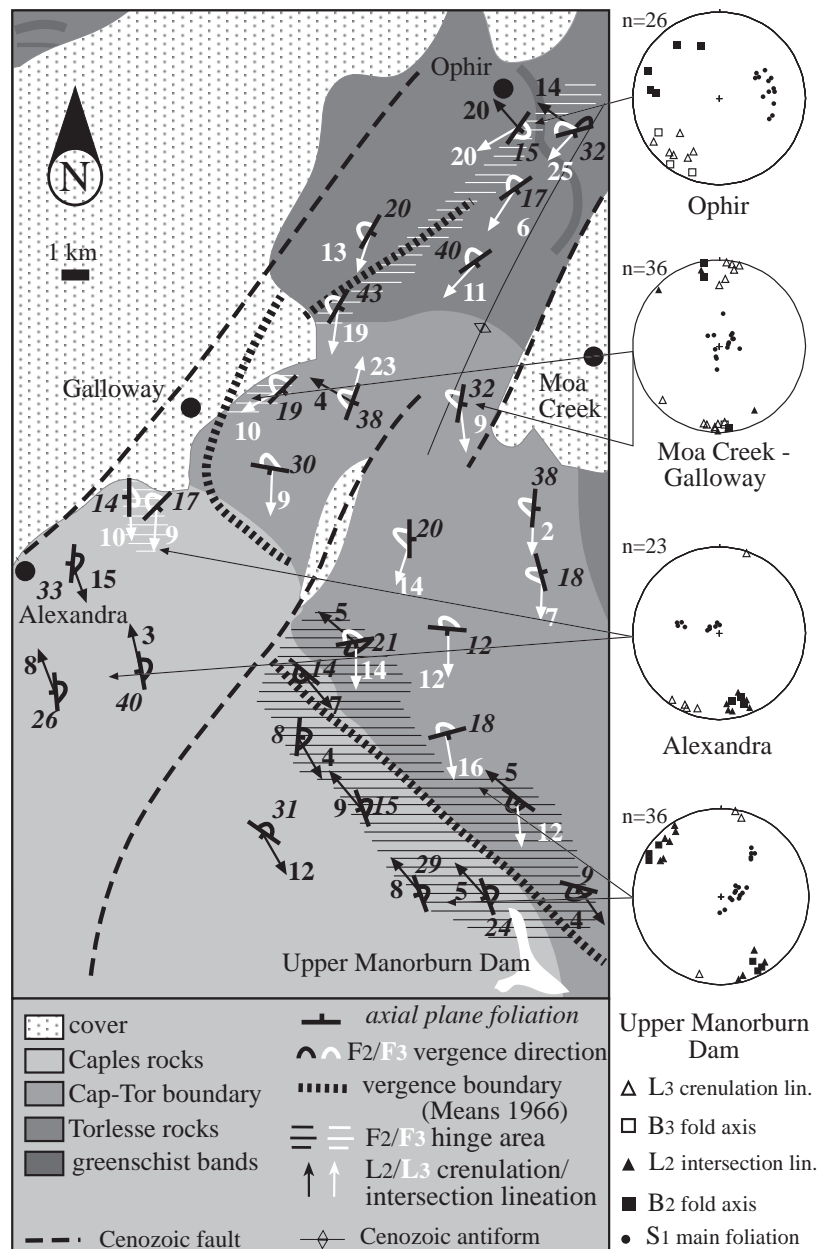 n=26
Ophir
20
14
15
32
20
25
Ophir
N
1 km
17
6
20
13
40
11
43
19
n=36
Galloway
23
4
38
19
10
32
9
Moa
Creek
Moa Creek -
Galloway
30
9
38
2
14
17
10
9
20
14
18
7
n=23
33
15
Alexandra
5
21
14
12
12
3
8
26
40
14
7
Alexandra
8
4
18
16
5
12
9
15
n=36
31
12
29
8
5
24
9
4
Upper Manorburn Dam
Upper Manorburn
Dam
cover
Caples rocks
Cap-Tor boundary
Torlesse rocks
greenschist bands
Cenozoic fault
axial plane foliation
F2/F3 vergence direction
vergence boundary
(Means 1966)
F2/F3 hinge area
L2/L3 crenulation/
intersection lineation
Cenozoic antiform
L3 crenulation lin.
B3 fold axis
L2 intersection lin.
B2 fold axis
S1 main foliation